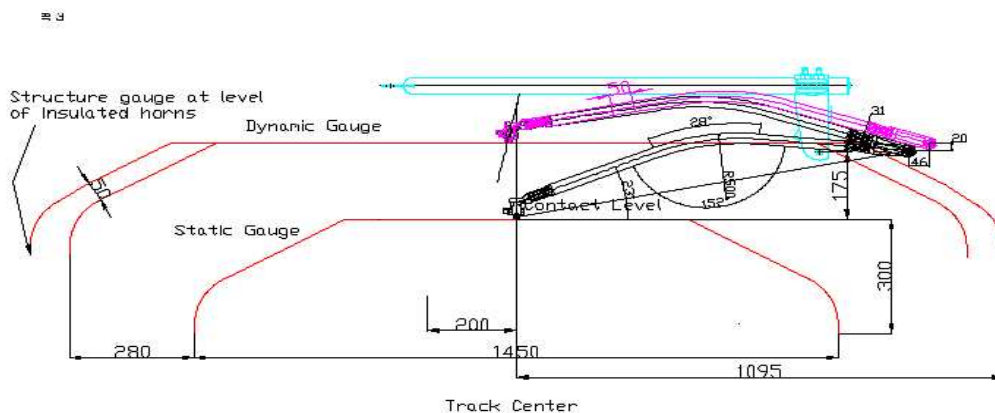 Structure gauge at level
of Insulated horns
Dynamic Gauge
50
28°
31
20
46
50
23°
R500
152°
175
Contact Level
Static Gauge
300
200
280
1450
1095
Track Center